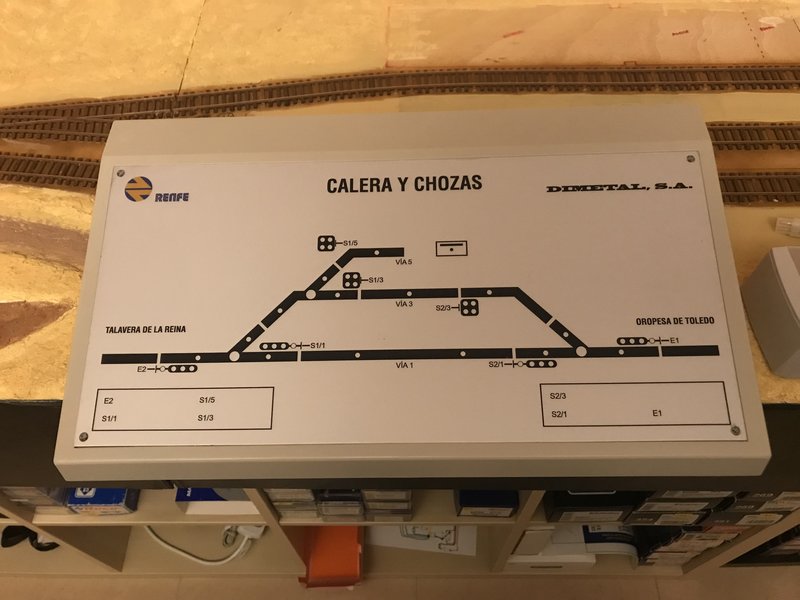 RENFE
CALERA Y CHOZAS
DIMETAL, S.A.
S1/5
VÍA 5
S1/3
VÍA 3
S2/3
TALAVERA DE LA REINA
OROPESA DE TOLEDO
S1/1
E1
E2
VÍA 1
S2/1
E2 S1/5
S1/1 S1/3
S2/3
S2/1 E1